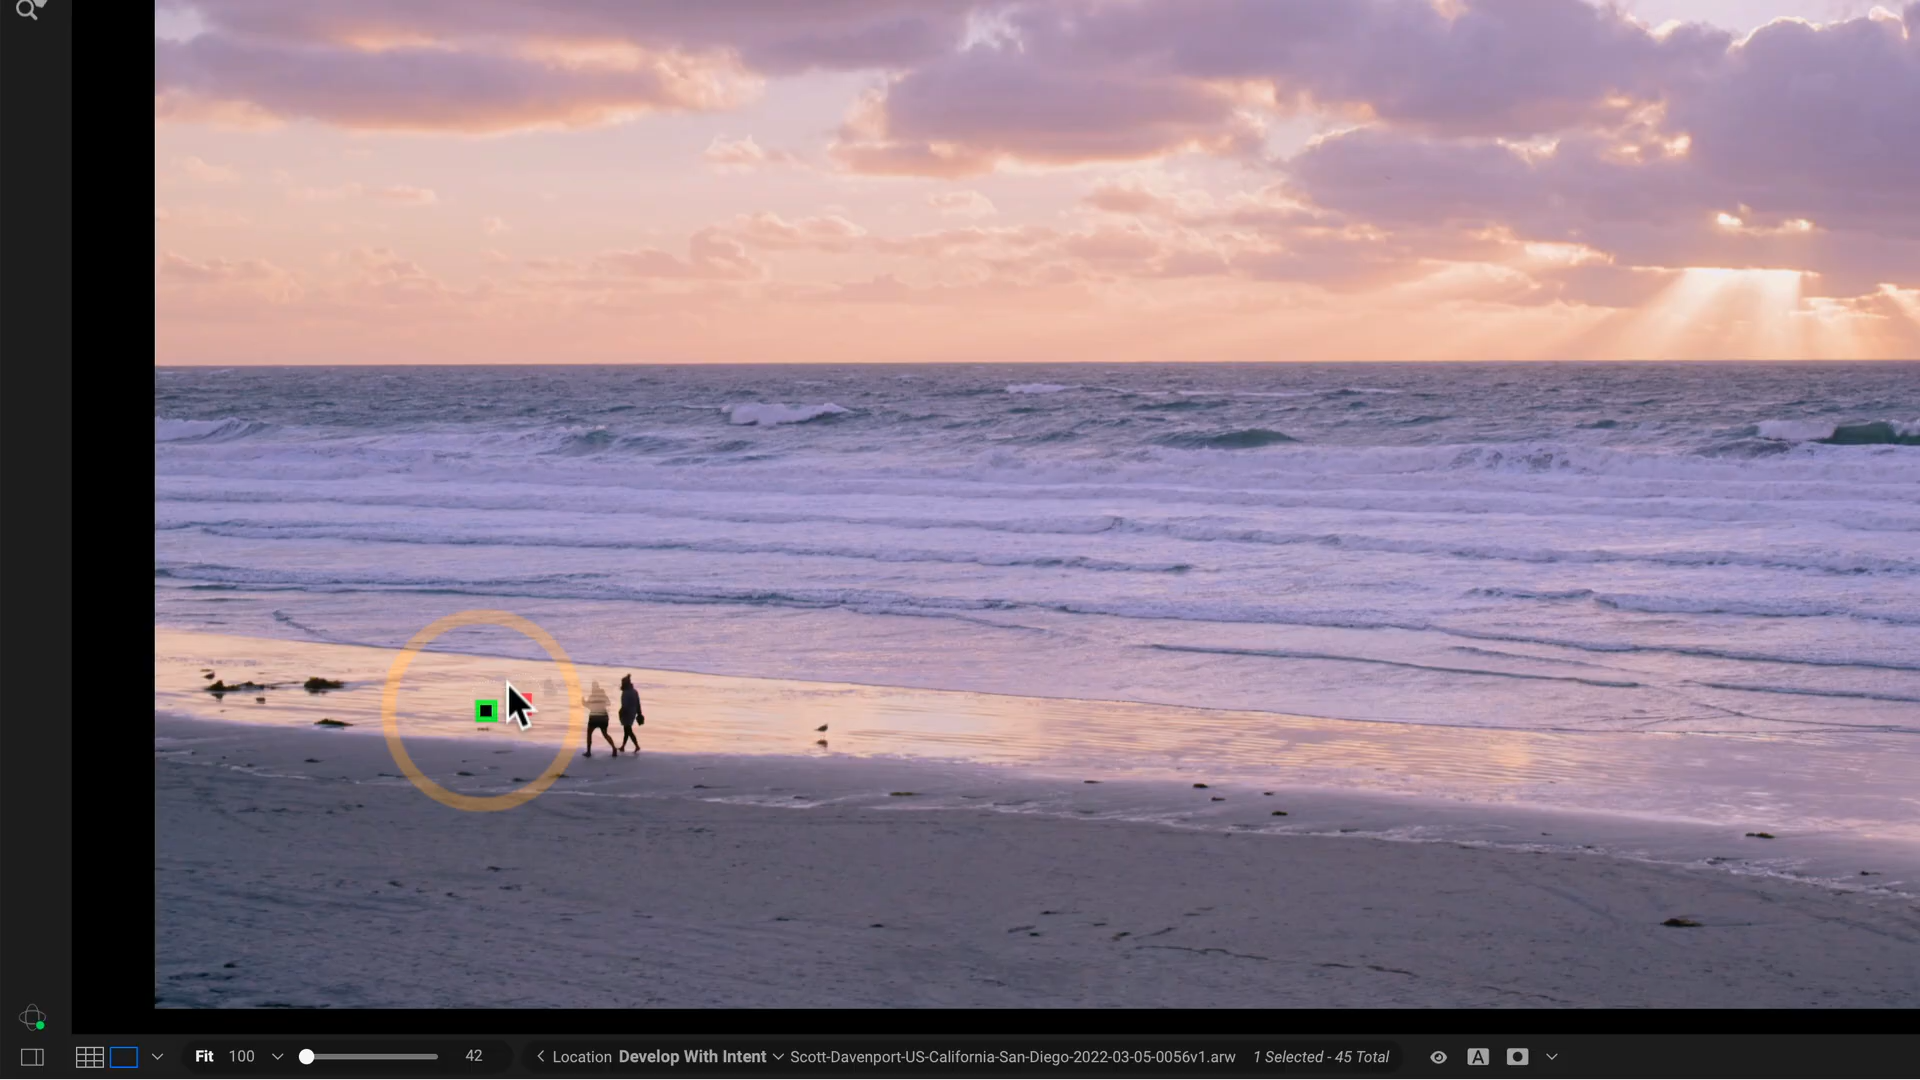 Fit 100 42 Location Develop With Intent Scott-Davenport-US-California-San-Diego-2022-03-05-0056v1.arw 1 Selected - 45 Total A